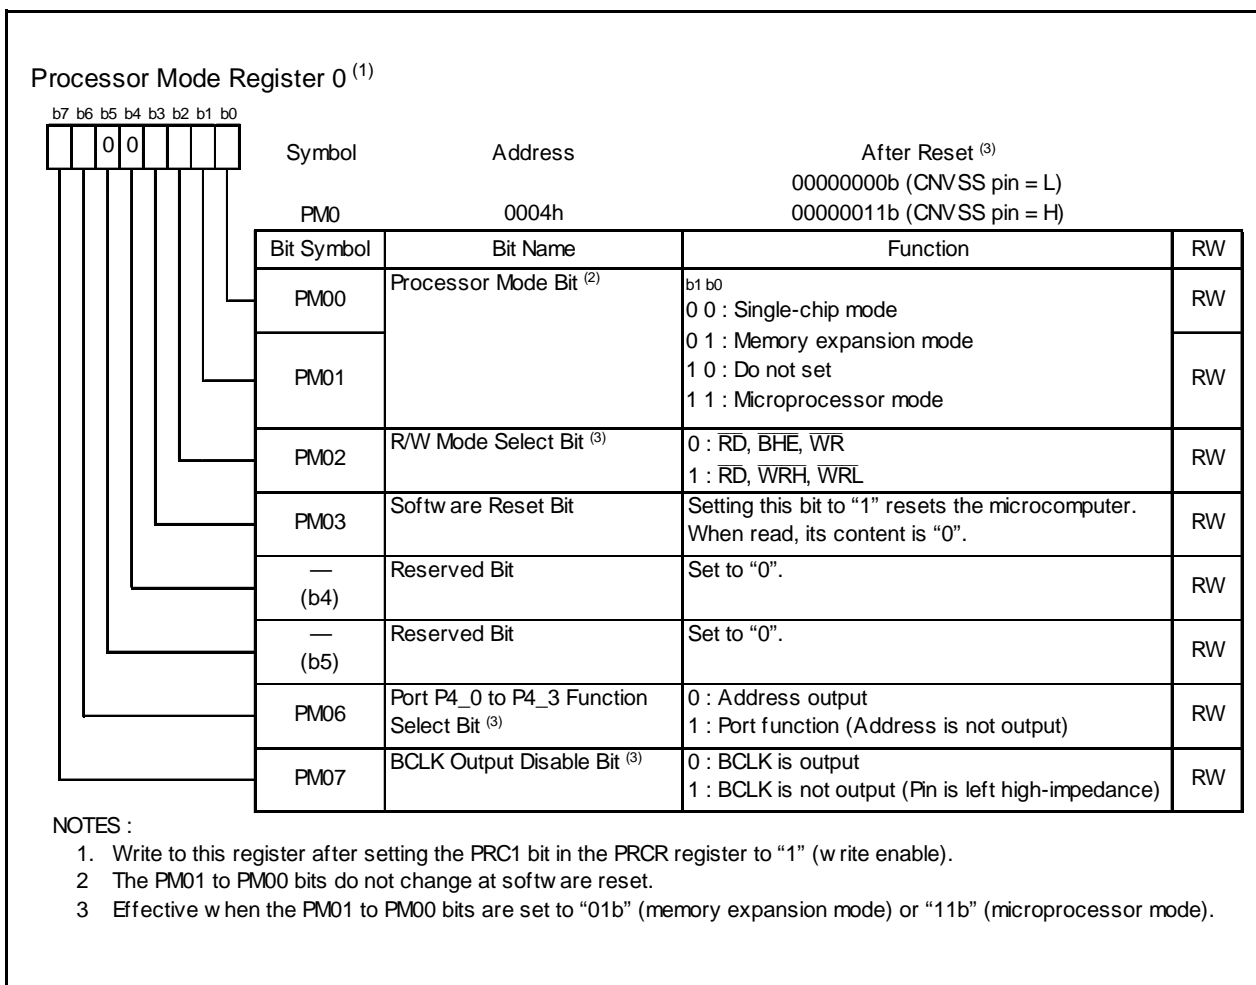 Processor Mode Register 0 (1)
b7 b6 b5 b4 b3 b2 b1 b0
0 0
Symbol Address After Reset (3)
00000000b (CNVSS pin = L)
PM0 0004h 00000011b (CNVSS pin = H)
Bit Symbol Bit Name Function RW
PM00 Processor Mode Bit (2) b1 b0 RW
0 0 : Single-chip mode
0 1 : Memory expansion mode
PM01 1 0 : Do not set RW
1 1 : Microprocessor mode
PM02 R/W Mode Select Bit (3) 0 : R̅D̅, B̅H̅E̅, W̅R̅ RW
1 : R̅D̅, W̅R̅H̅, W̅R̅L̅
PM03 Software Reset Bit Setting this bit to “1” resets the microcomputer. RW
When read, its content is “0”.
— Reserved Bit Set to “0”. RW
(b4)
— Reserved Bit Set to “0”. RW
(b5)
PM06 Port P4_0 to P4_3 Function 0 : Address output RW
Select Bit (3) 1 : Port function (Address is not output)
PM07 BCLK Output Disable Bit (3) 0 : BCLK is output RW
1 : BCLK is not output (Pin is left high-impedance)
NOTES :
1. Write to this register after setting the PRC1 bit in the PRCR register to “1” (write enable).
2 The PM01 to PM00 bits do not change at software reset.
3 Effective when the PM01 to PM00 bits are set to “01b” (memory expansion mode) or “11b” (microprocessor mode).